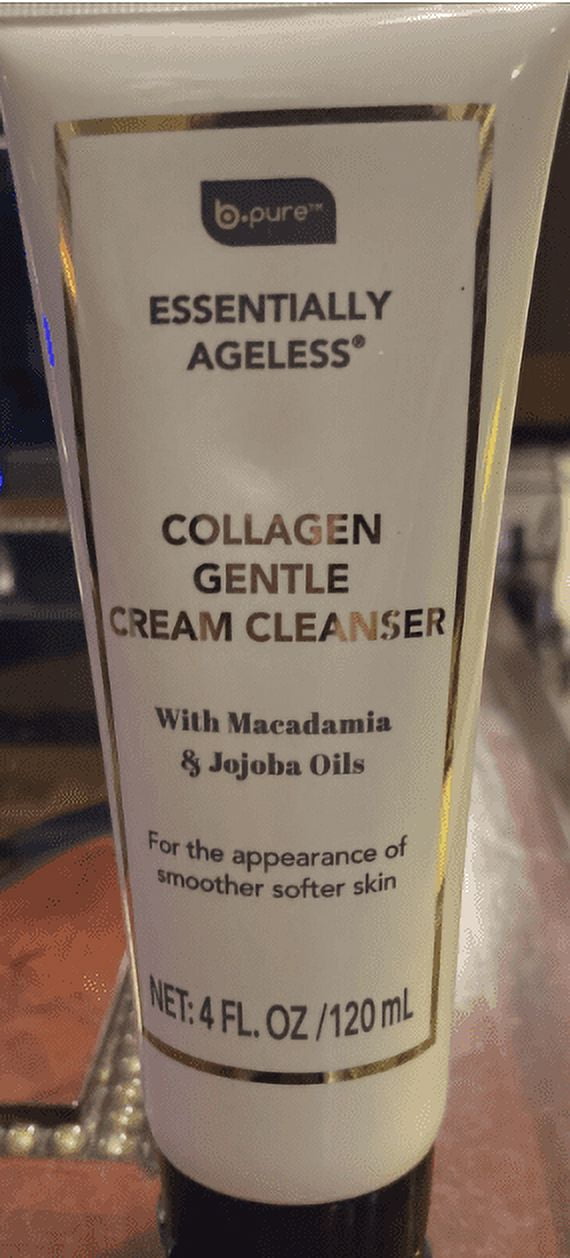 b.pure™
ESSENTIALLY
AGELESS®
COLLAGEN
GENTLE
CREAM CLEANSER
With Macadamia
& Jojoba Oils
For the appearance of
smoother softer skin
NET: 4 FL. OZ /120 mL